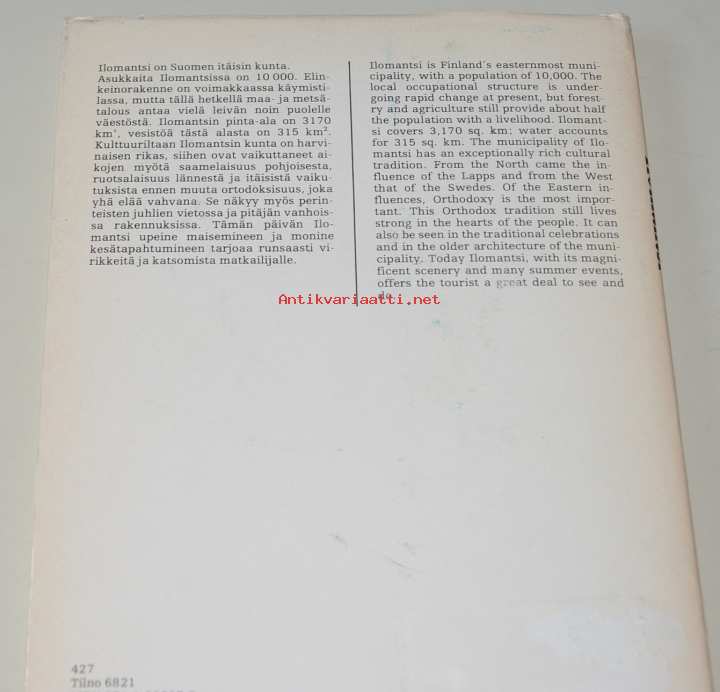 Ilomantsi on Suomen itäisin kunta.
Asukkaita Ilomantsissa on 10 000. Elin-
keinorakenne on voimakkaassa käymisti-
lassa, mutta tällä hetkellä maa- ja metsä-
talous antaa vielä leivän noin puolelle
väestöstä. Ilomantsin pinta-ala on 3170
km², vesistöä tästä alasta on 315 km².
Kulttuuriltaan Ilomantsin kunta on harvi-
naisen rikas, siihen ovat vaikuttaneet ai-
kojen myötä saamelaisuus pohjoisesta,
ruotsalaisuus lännestä ja itäisistä vaiku-
tuksista ennen muuta ortodoksisuus, joka
yhä elää vahvana. Se näkyy myös perin-
teisten juhlien vietossa ja pitäjän vanhois-
sa rakennuksissa. Tämän päivän Ilo-
mantsi upeine maisemineen ja monine
kesätapahtumineen tarjoaa runsaasti vi-
rikkeitä ja katsomista matkailijalle.
Ilomantsi is Finland's easternmost muni-
cipality, with a population of 10,000. The
local occupational structure is under-
going rapid change at present, but forest-
ry and agriculture still provide about half
the population with a livelihood. Ilomant-
si covers 3,170 sq. km; water accounts
for 315 sq. km. The municipality of Ilo-
mantsi has an exceptionally rich cultural
tradition. From the North came the in-
fluence of the Lapps and from the West
that of the Swedes. Of the Eastern in-
fluences, Orthodoxy is the most impor-
tant. This Orthodox tradition still lives
strong in the hearts of the people. It can
also be seen in the traditional celebrations
and in the older architecture of the muni-
cipality. Today Ilomantsi, with its magni-
ficent scenery and many summer events,
offers the tourist a great deal to see and
do.
Antikvariaatti.net
427
Tilno 6821